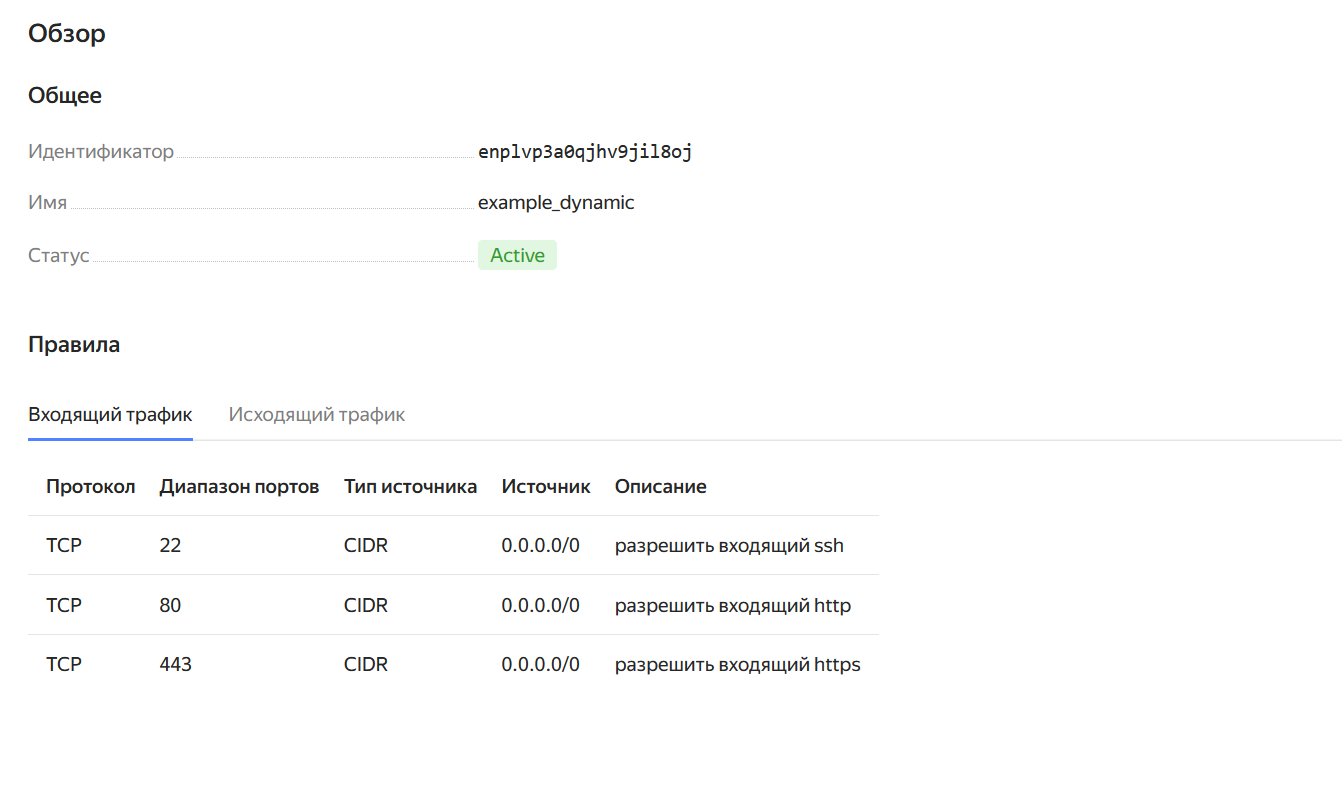 Обзор
Общее
Идентификатор enplvp3a0qjhv9jil8oj
Имя example_dynamic
Статус Active
Правила
Входящий трафик Исходящий трафик
Протокол Диапазон портов Тип источника Источник Описание
TCP 22 CIDR 0.0.0.0/0 разрешить входящий ssh
TCP 80 CIDR 0.0.0.0/0 разрешить входящий http
TCP 443 CIDR 0.0.0.0/0 разрешить входящий https